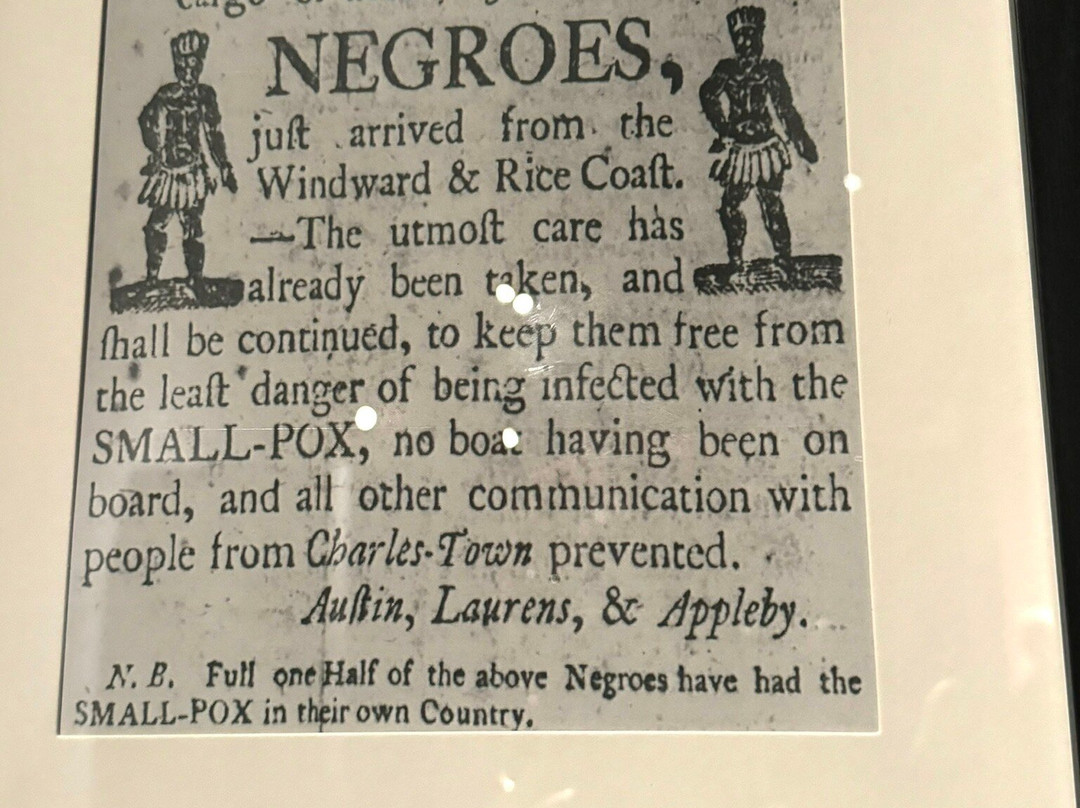 NEGROES,
juſt arrived from the
Windward & Rice Coaſt.
—The utmoſt care has
already been taken, and
ſhall be continued, to keep them free from
the leaſt danger of being infected with the
SMALL-POX, no boat having been on
board, and all other communication with
people from Charles-Town prevented.
Auſtin, Laurens, & Appleby.
N. B. Full one Half of the above Negroes have had the
SMALL-POX in their own Country.